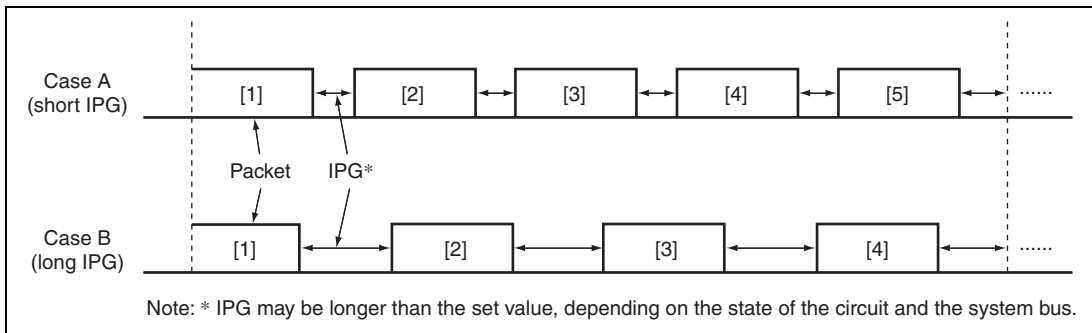 Case A
(short IPG)
[1]
[2]
[3]
[4]
[5]
......
Packet
IPG*
Case B
(long IPG)
[1]
[2]
[3]
[4]
......
Note: * IPG may be longer than the set value, depending on the state of the circuit and the system bus.